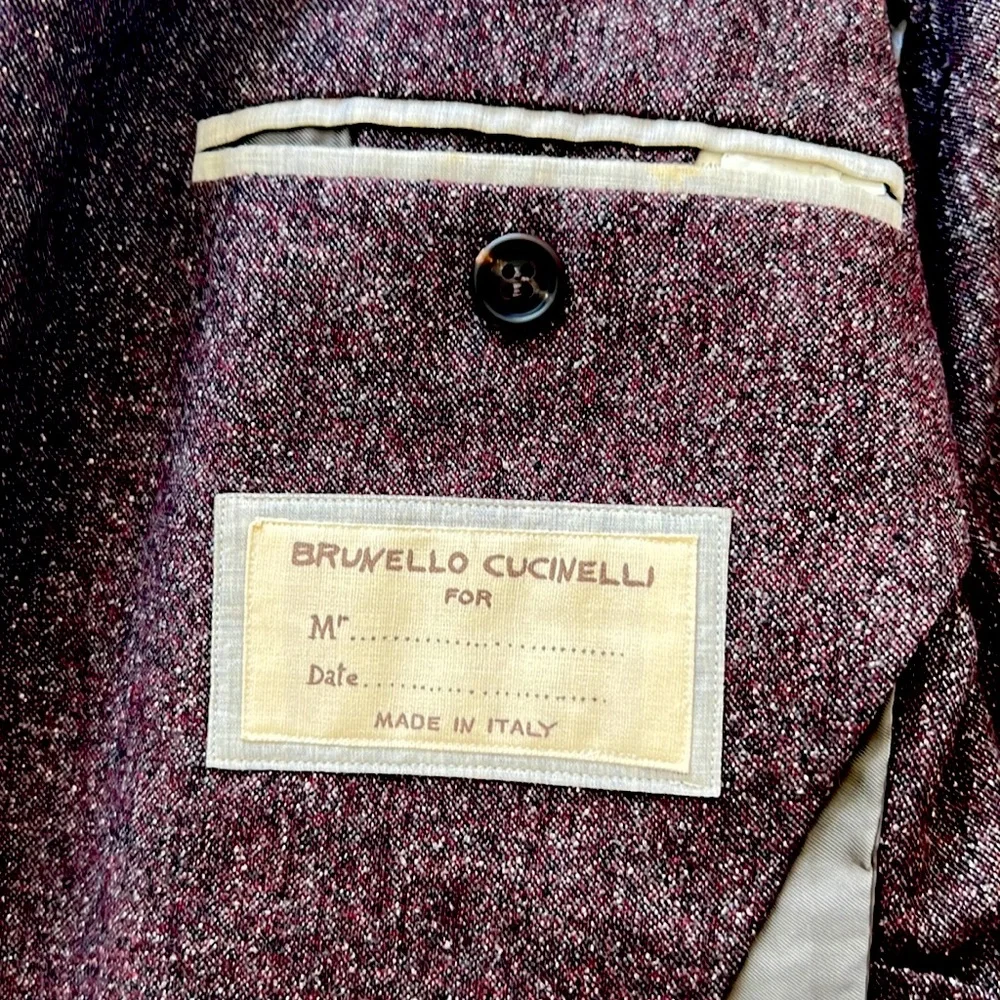 BRUNELLO CUCINELLI
FOR
Mr..............................
Date..............................
MADE IN ITALY